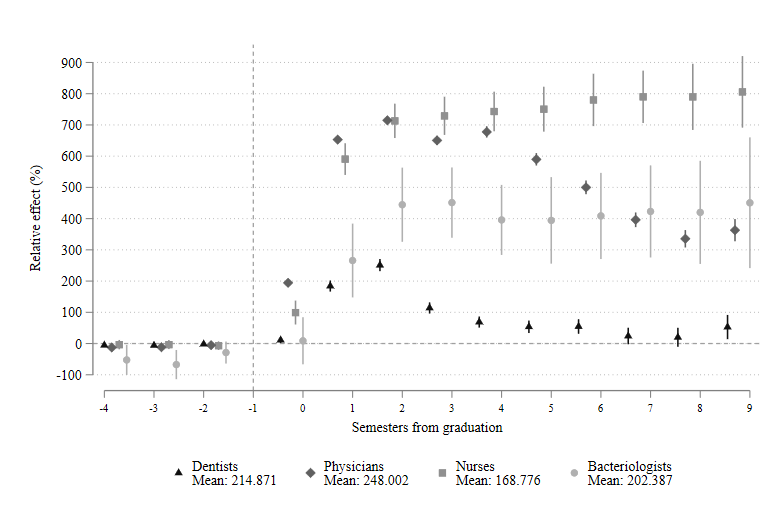 900
800
700
600
500
400
300
200
100
0
-100
Relative effect (%)
-4 -3 -2 -1 0 1 2 3 4 5 6 7 8 9
Semesters from graduation
Dentists Physicians Nurses Bacteriologists
Mean: 214.871 Mean: 248.002 Mean: 168.776 Mean: 202.387